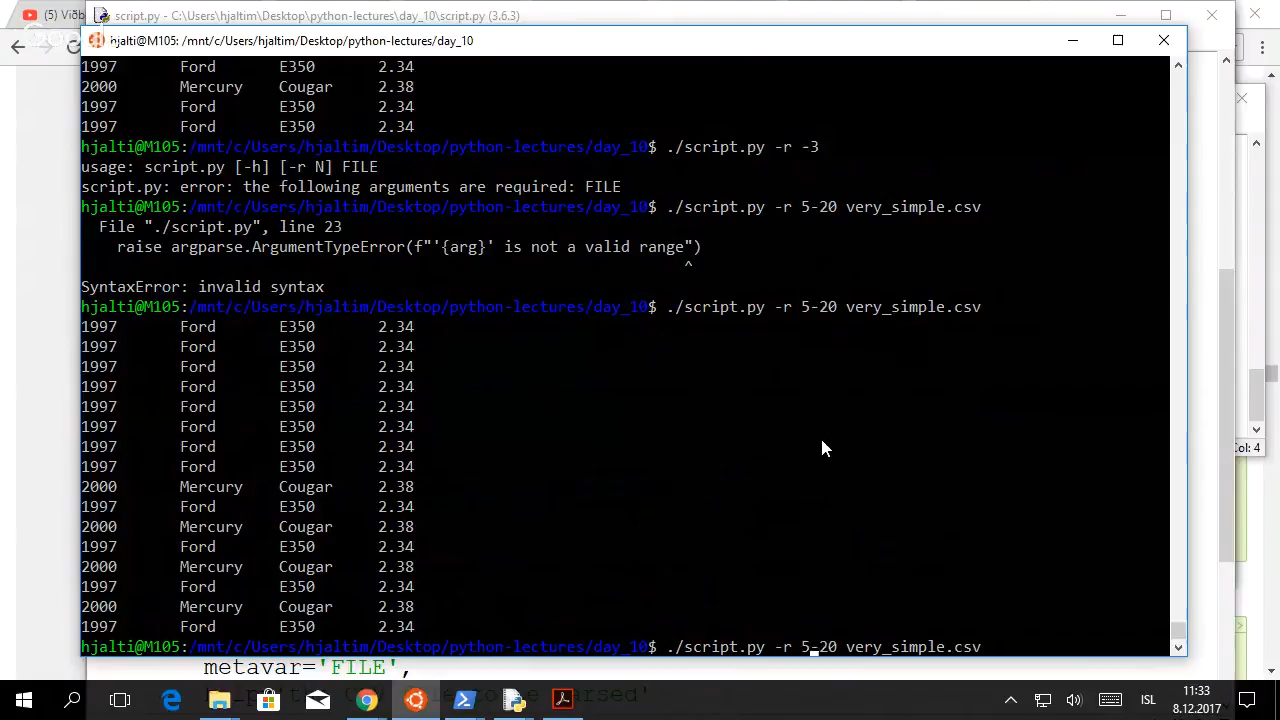 Viðb
script.py - C:\Users\hjaltim\Desktop\python-lectures\day_10\script.py (3.6.3)
hjalti@M105: /mnt/c/Users/hjaltim/Desktop/python-lectures/day_10
1997 Ford E350 2.34
2000 Mercury Cougar 2.38
1997 Ford E350 2.34
1997 Ford E350 2.34
hjalti@M105:/mnt/c/Users/hjaltim/Desktop/python-lectures/day_10$ ./script.py -r -3
usage: script.py [-h] [-r N] FILE
script.py: error: the following arguments are required: FILE
hjalti@M105:/mnt/c/Users/hjaltim/Desktop/python-lectures/day_10$ ./script.py -r 5-20 very_simple.csv
File "./script.py", line 23
raise argparse.ArgumentTypeError(f"'{arg}' is not a valid range")
^
SyntaxError: invalid syntax
hjalti@M105:/mnt/c/Users/hjaltim/Desktop/python-lectures/day_10$ ./script.py -r 5-20 very_simple.csv
1997 Ford E350 2.34
1997 Ford E350 2.34
1997 Ford E350 2.34
1997 Ford E350 2.34
1997 Ford E350 2.34
1997 Ford E350 2.34
1997 Ford E350 2.34
1997 Ford E350 2.34
2000 Mercury Cougar 2.38
1997 Ford E350 2.34
2000 Mercury Cougar 2.38
1997 Ford E350 2.34
2000 Mercury Cougar 2.38
1997 Ford E350 2.34
2000 Mercury Cougar 2.38
1997 Ford E350 2.34
hjalti@M105:/mnt/c/Users/hjaltim/Desktop/python-lectures/day_10$ ./script.py -r 5-20 very_simple.csv
Col: 4
metavar='FILE',
IS
11:33
8.12.2017